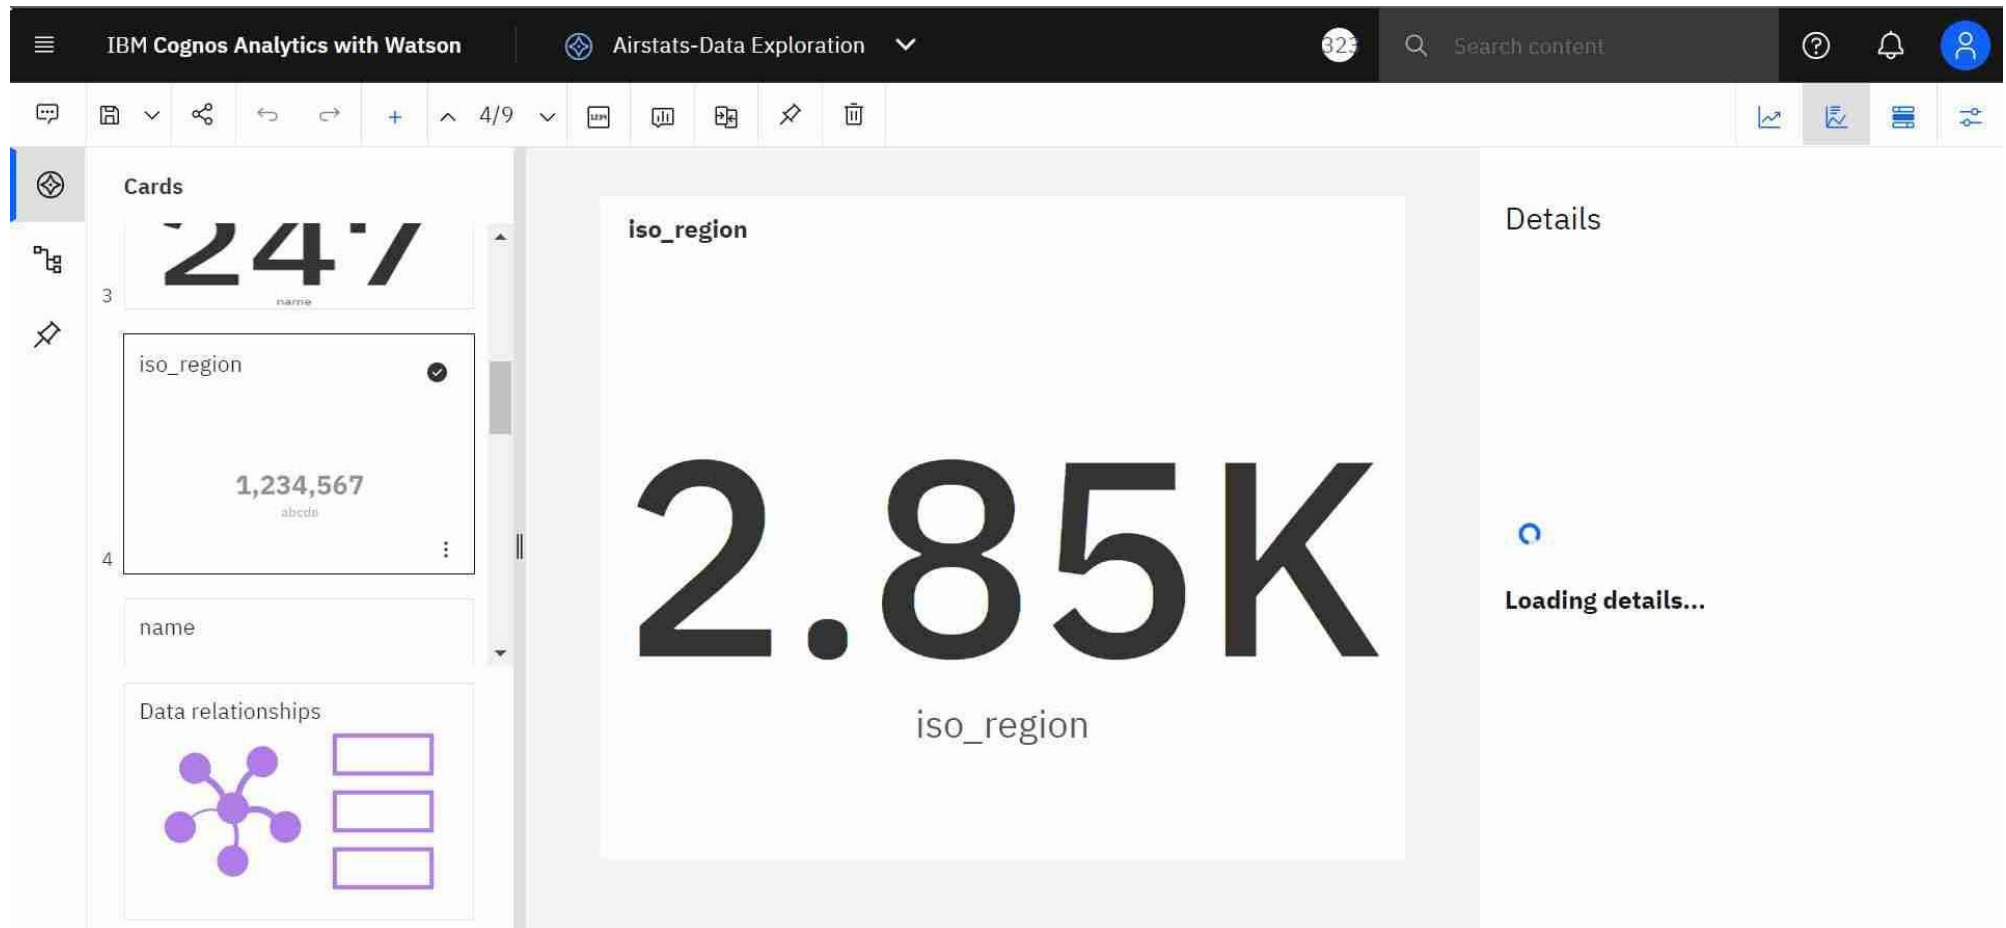 IBM Cognos Analytics with Watson
Airstats-Data Exploration
323
Search content
4/9
Cards
247
name
3
iso_region
1,234,567
abcde
4
name
Data relationships
iso_region
2.85K
iso_region
Details
Loading details...